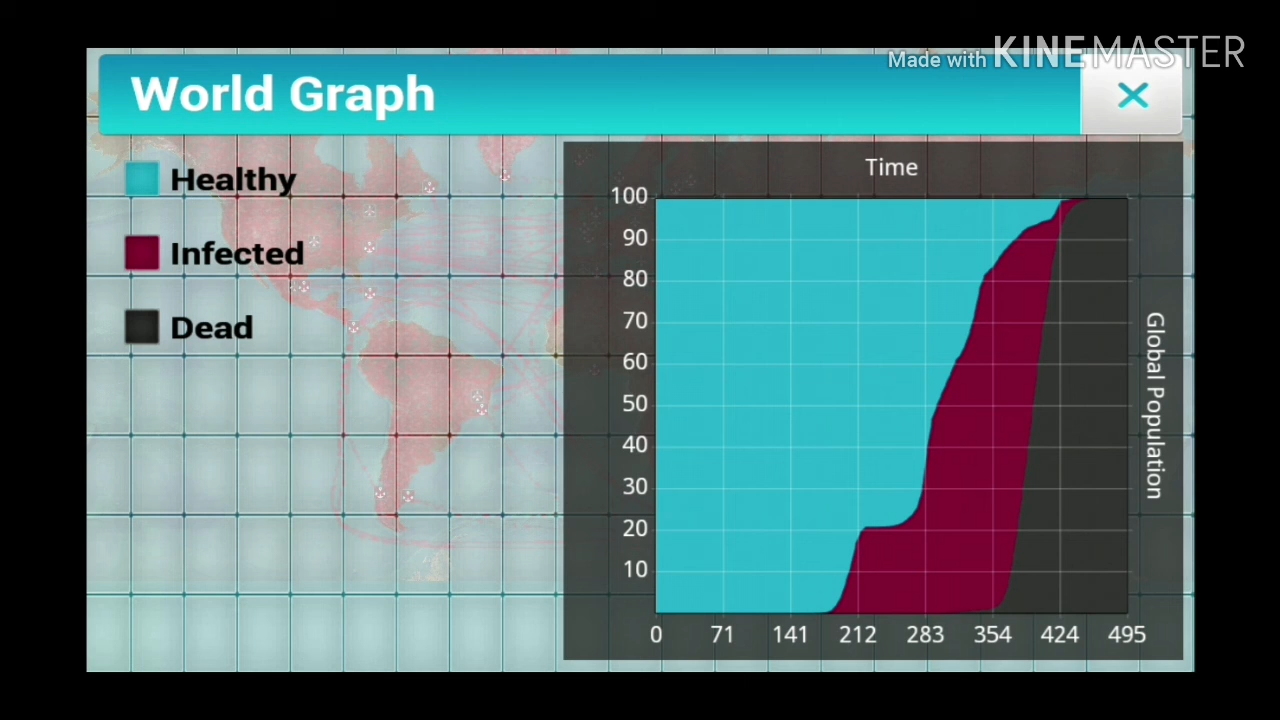 Made with KINEMASTER
World Graph
Healthy
Infected
Dead
Time
100
90
80
70
60
50
40
30
20
10
0 71 141 212 283 354 424 495
Global Population